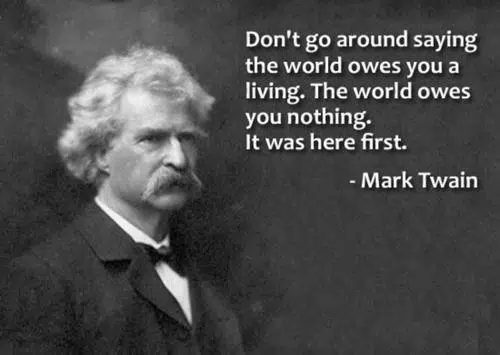 Don't go around saying
the world owes you a
living. The world owes
you nothing.
It was here first.
- Mark Twain